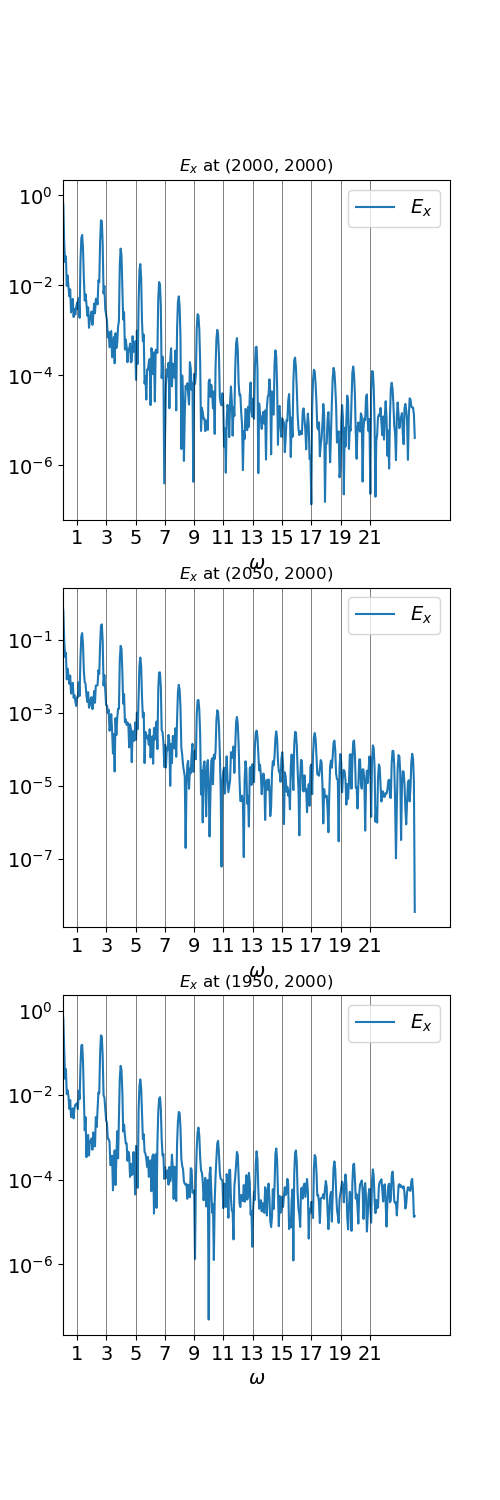 E_x at (2000, 2000)
E_x
10^0
10^-2
10^-4
10^-6
1 3 5 7 9 11 13 15 17 19 21
ω
E_x at (2050, 2000)
E_x
10^-1
10^-3
10^-5
10^-7
1 3 5 7 9 11 13 15 17 19 21
ω
E_x at (1950, 2000)
E_x
10^0
10^-2
10^-4
10^-6
1 3 5 7 9 11 13 15 17 19 21
ω